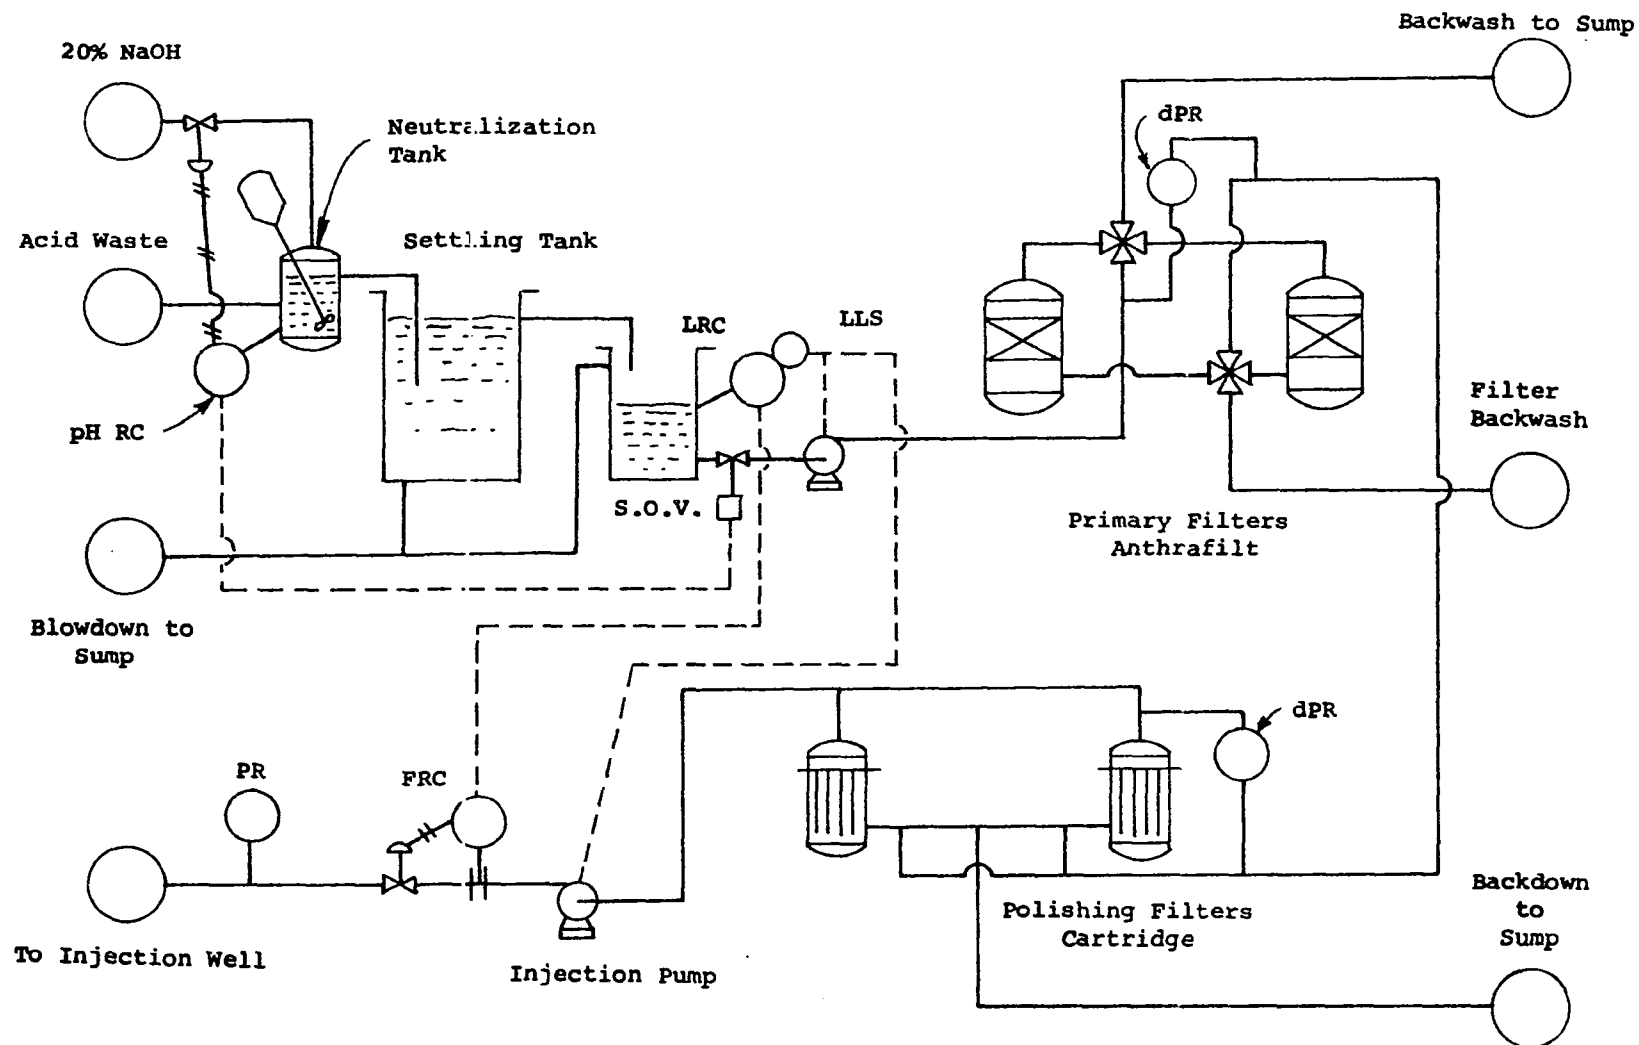 Backwash to Sump
20% NaOH
dPR
Neutralization
Tank
Acid Waste
Settling Tank
LRC
LLS
pH RC
Filter
Backwash
S.O.V.
Primary Filters
Anthrafilt
Blowdown to
Sump
dPR
PR
FRC
Backdown
to
Sump
Polishing Filters
Cartridge
To Injection Well
Injection Pump